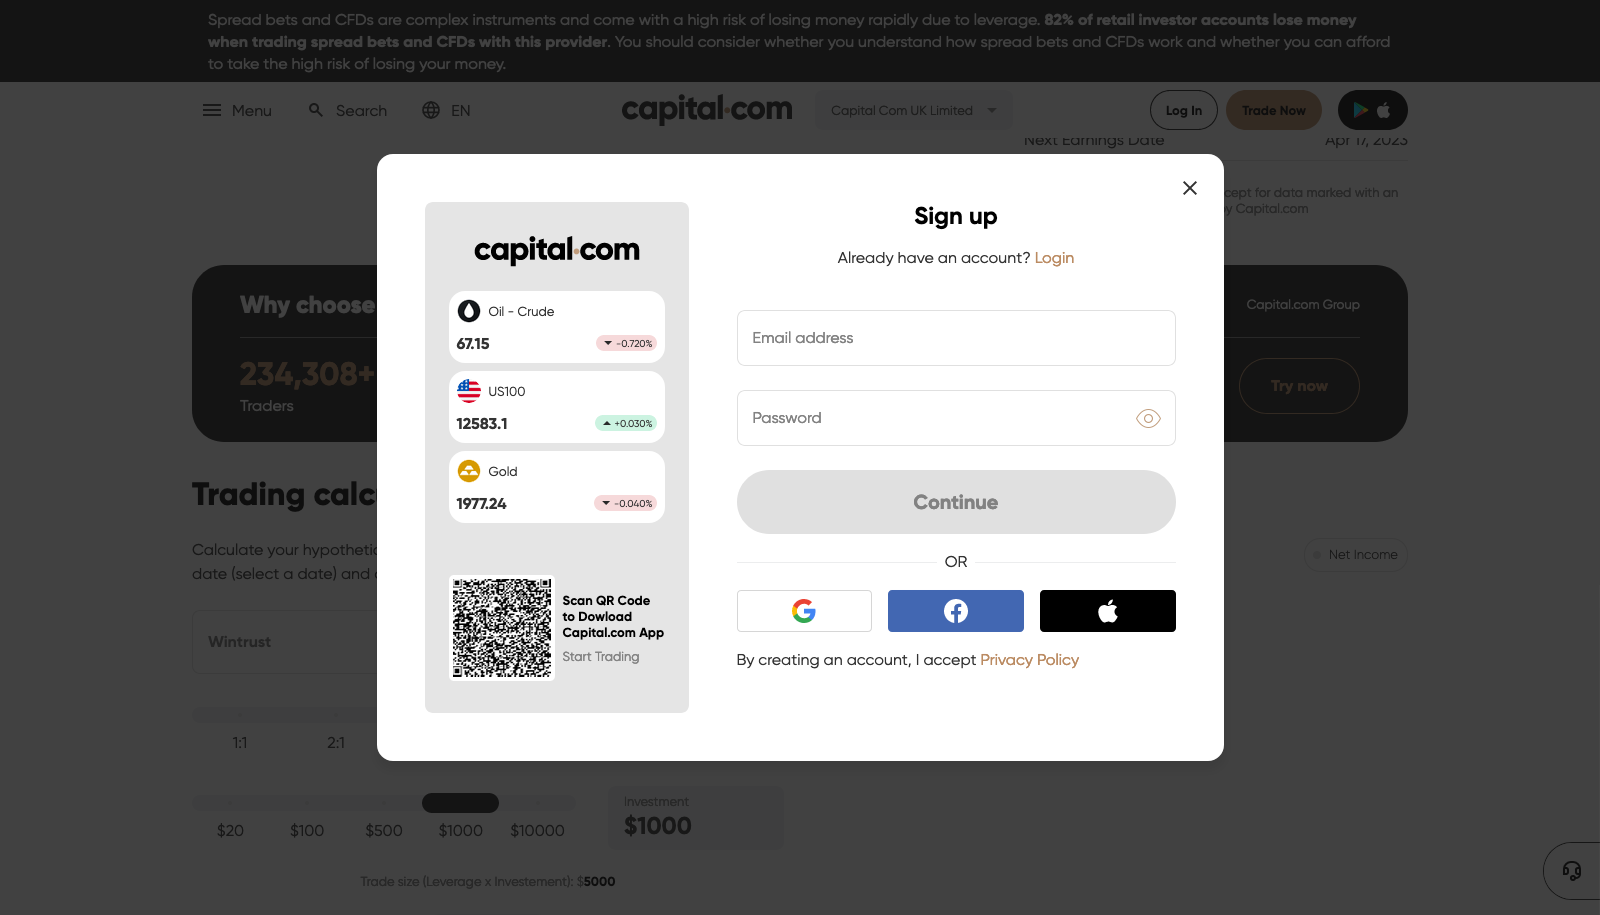 Spread bets and CFDs are complex instruments and come with a high risk of losing money rapidly due to leverage. 82% of retail investor accounts lose money
when trading spread bets and CFDs with this provider. You should consider whether you understand how spread bets and CFDs work and whether you can afford
to take the high risk of losing your money.
Menu
Search
EN
capital.com
Capital Com UK Limited
Log In
Trade Now
Next Earnings Date
Apr 17, 2023
cept for data marked with an
by Capital.com
Why choose
Capital.com Group
234,308+
Traders
Try now
Trading calc
Calculate your hypothetic
date (select a date) and
Net Income
Wintrust
1:1
2:1
$20
$100
$500
$1000
$10000
Investment
$1000
Trade size (Leverage x Investement): $5000
capital.com
Oil - Crude
67.15
-0.720%
US100
12583.1
+0.030%
Gold
1977.24
-0.040%
Scan QR Code
to Dowload
Capital.com App
Start Trading
Sign up
Already have an account? Login
Email address
Password
Continue
OR
By creating an account, I accept Privacy Policy